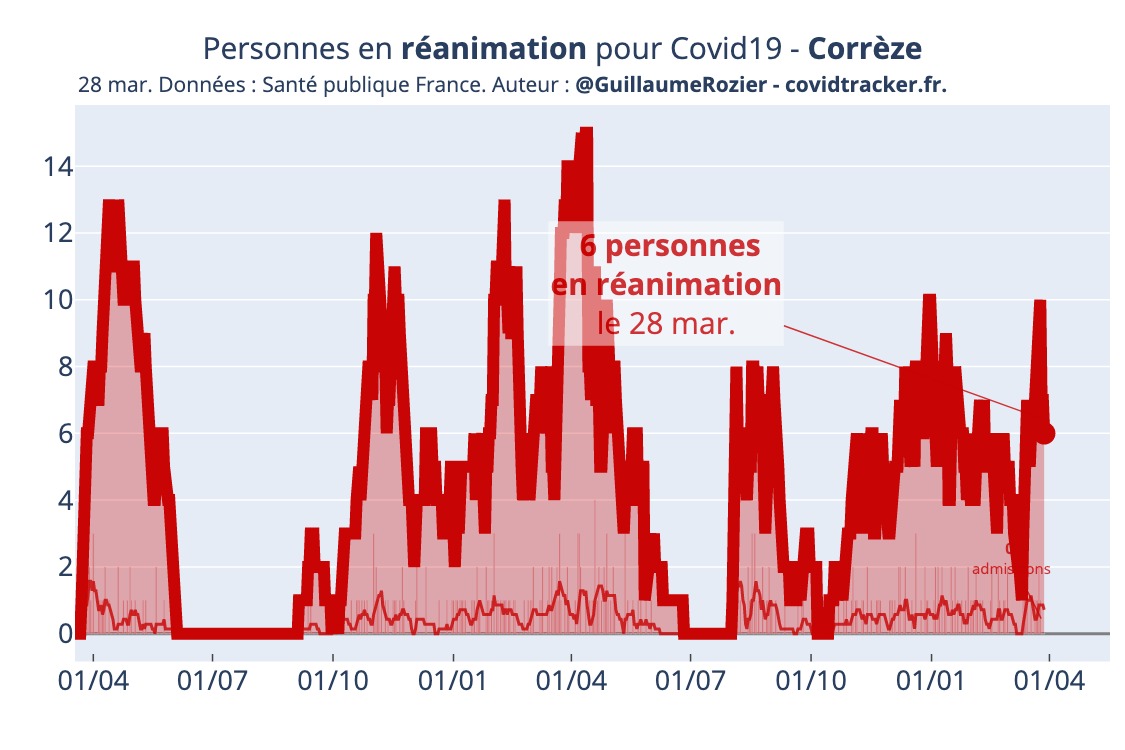 Personnes en réanimation pour Covid19 - Corrèze
28 mar. Données : Santé publique France. Auteur : @GuillaumeRozier - covidtracker.fr.
14
12
10
8
6
4
2
0
6 personnes
en réanimation
le 28 mar.
admissions
01/04
01/07
01/10
01/01
01/04
01/07
01/10
01/01
01/04